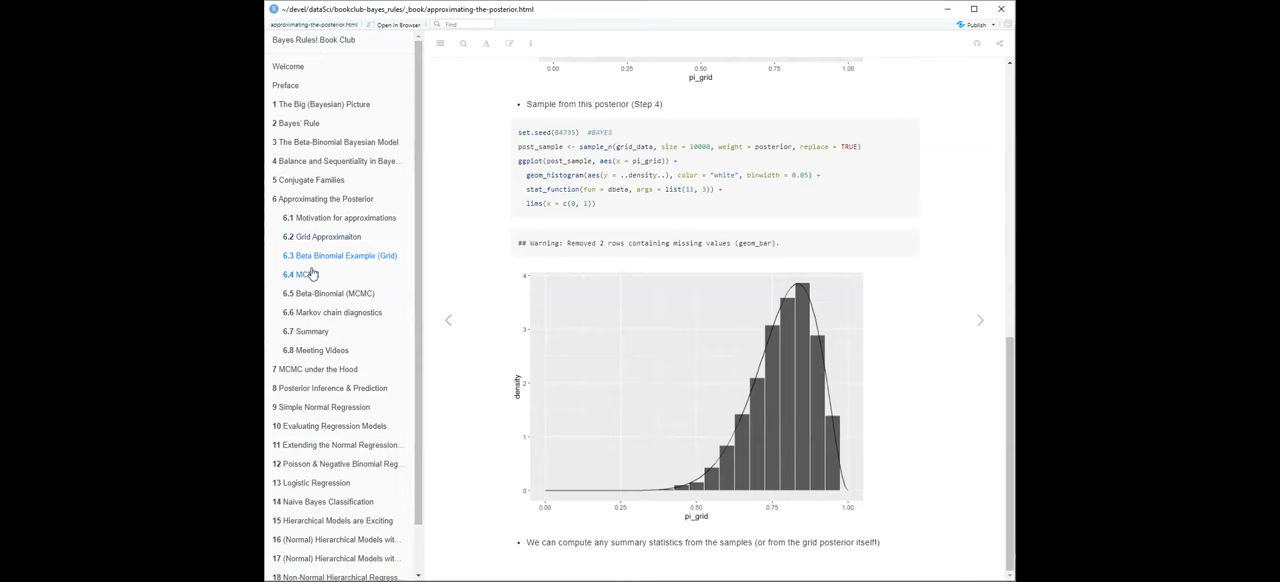 ~/devel/dataSci/bookclub-bayes_rules/_book/approximating-the-posterior.html
approximating-the-posterior.html
Open in Browser
Find
Publish
Bayes Rules! Book Club
Welcome
Preface
1 The Big (Bayesian) Picture
2 Bayes' Rule
3 The Beta-Binomial Bayesian Model
4 Balance and Sequentiality in Baye...
5 Conjugate Families
6 Approximating the Posterior
6.1 Motivation for approximations
6.2 Grid Approximaiton
6.3 Beta Binomial Example (Grid)
6.4
6.5 Beta-Binomial (MCMC)
6.6 Markov chain diagnostics
6.7 Summary
6.8 Meeting Videos
7 MCMC under the Hood
8 Posterior Inference & Prediction
9 Simple Normal Regression
10 Evaluating Regression Models
11 Extending the Normal Regression...
12 Poisson & Negative Binomial Reg...
13 Logistic Regression
14 Naive Bayes Classification
15 Hierarchical Models are Exciting
16 (Normal) Hierarchical Models wit...
17 (Normal) Hierarchical Models wit...
18 Non-Normal Hierarchical Regress...
0.00 0.25 0.50 0.75 1.00
pi_grid
• Sample from this posterior (Step 4)
set.seed(84735) #BAYES
post_sample <- sample_n(grid_data, size = 10000, weight = posterior, replace = TRUE)
ggplot(post_sample, aes(x = pi_grid)) +
geom_histogram(aes(y = ..density..), color = "white", binwidth = 0.05) +
stat_function(fun = dbeta, args = list(11, 3)) +
lims(x = c(0, 1))
## Warning: Removed 2 rows containing missing values (geom_bar).
4
3
2
1
0
density
0.00 0.25 0.50 0.75 1.00
pi_grid
• We can compute any summary statistics from the samples (or from the grid posterior itself!)